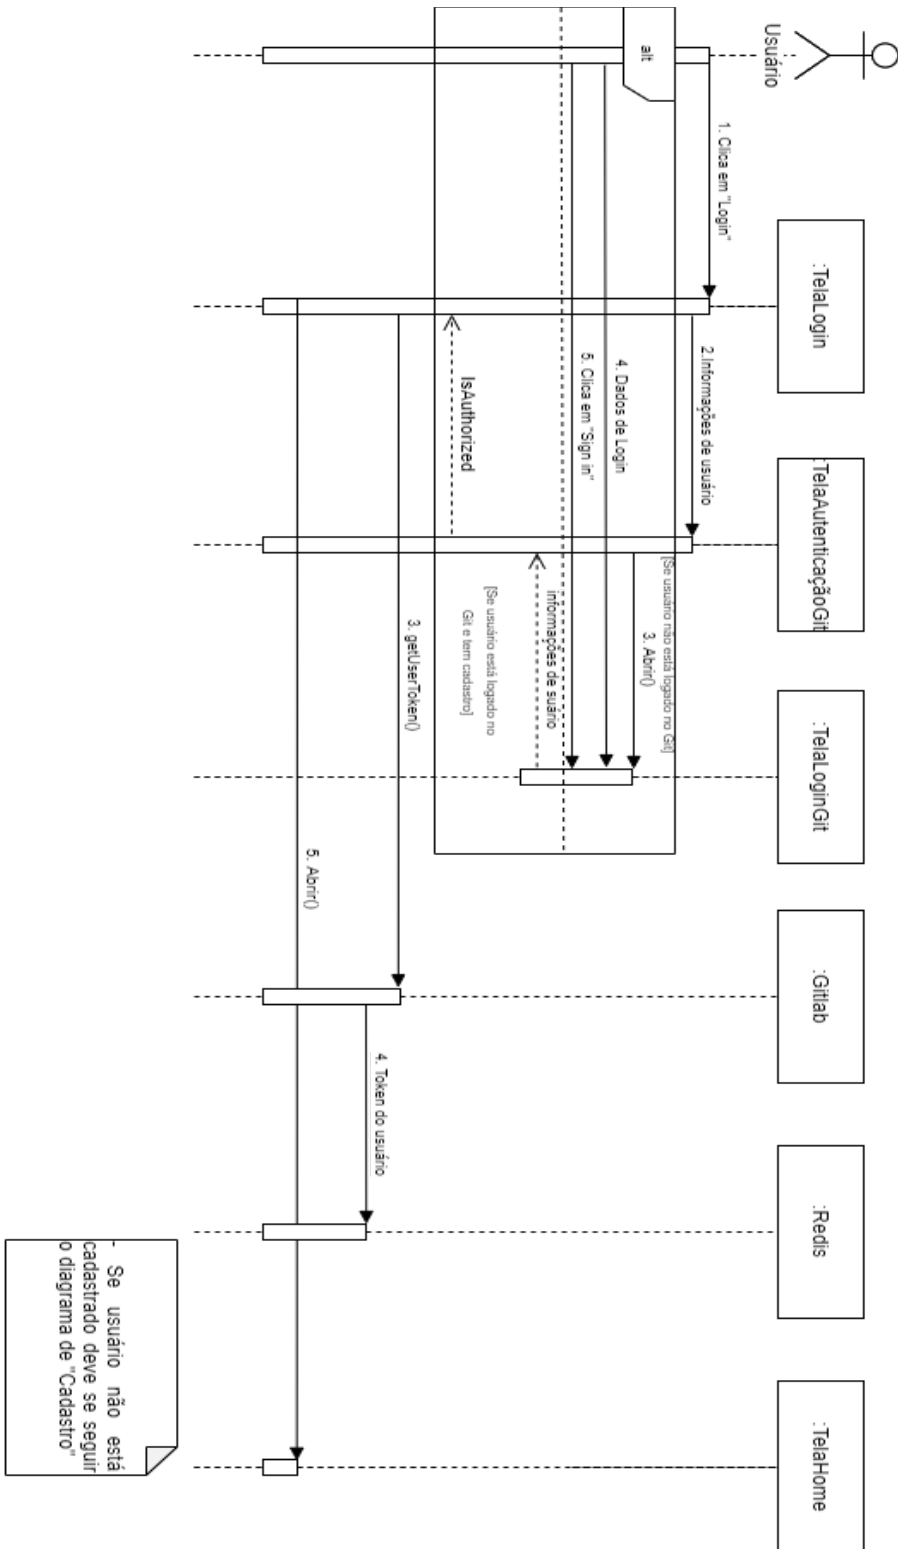 Usuário
:TelaLogin
:TelaAutenticaçãoGit
:TelaLoginGit
:Gitlab
:Redis
:TelaHome
1. Clica em "Login"
2.Informações de usuário
alt
[Se usuário não está logado no Git]
3. Abrir()
4. Dados de Login
5. Clica em "Sign in"
informações de suário
[Se usuário está logado no
Git e tem cadastro]
IsAuthorized
3. getUserToken()
4. Token do usuário
5. Abrir()
- Se usuário não está
cadastrado deve se seguir
o diagrama de "Cadastro"